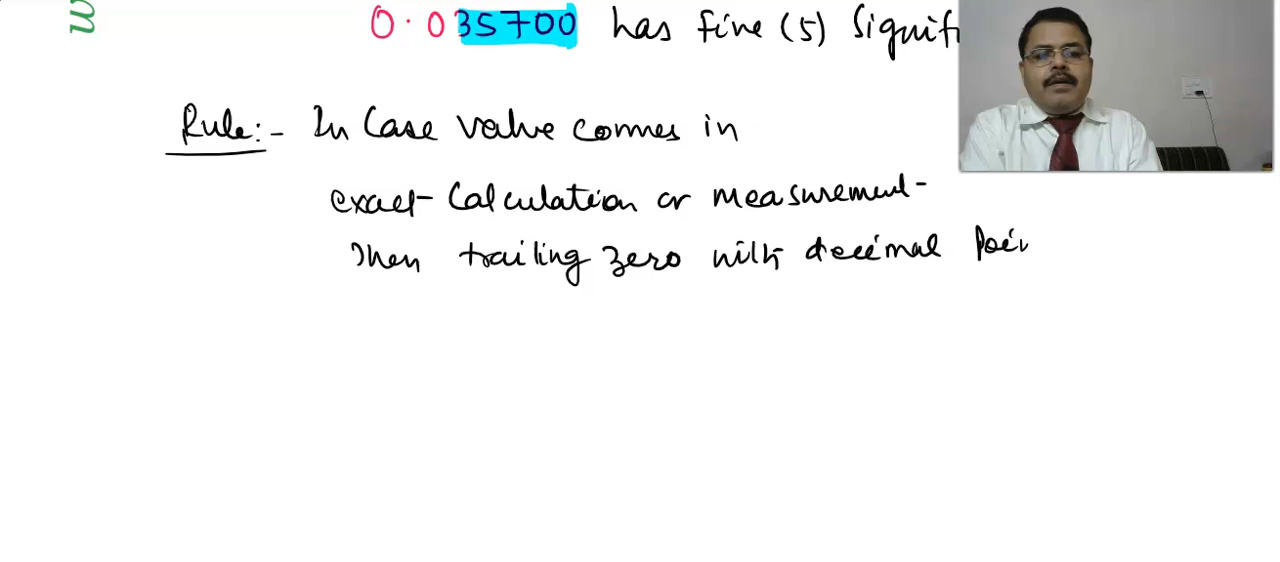 0.035700 has five (5) Signifi
Rule:- In Case value comes in
exact Calculation or measurement
Then trailing zero with decimal Poi